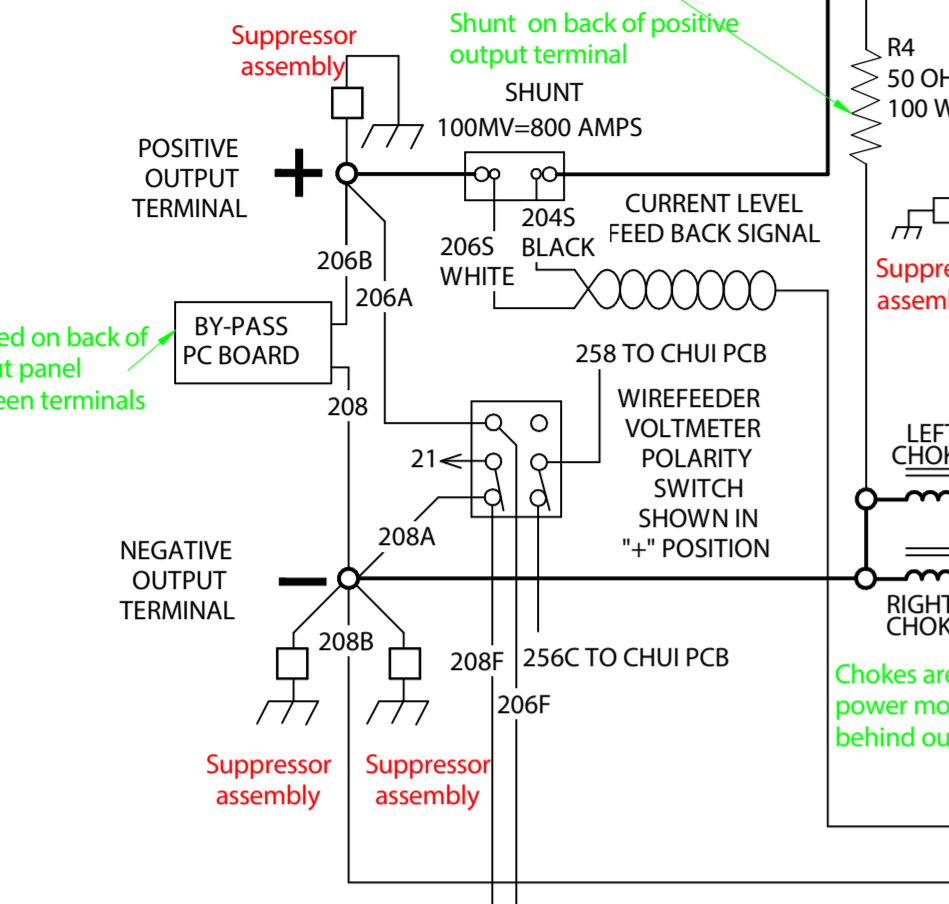 Suppressor
assembly
Shunt on back of positive
output terminal
SHUNT
100MV=800 AMPS
R4
50 OH
100 W
POSITIVE
OUTPUT
TERMINAL
+
204S
BLACK
206S
WHITE
CURRENT LEVEL
FEED BACK SIGNAL
206B
206A
Suppre
assemb
ed on back of
ut panel
een terminals
BY-PASS
PC BOARD
208
258 TO CHUI PCB
WIREFEEDER
VOLTMETER
POLARITY
SWITCH
SHOWN IN
"+" POSITION
21
208A
LEFT
CHOK
NEGATIVE
OUTPUT
TERMINAL
208B
208F
256C TO CHUI PCB
206F
RIGHT
CHOK
Chokes are
power mo
behind ou
Suppressor
assembly
Suppressor
assembly